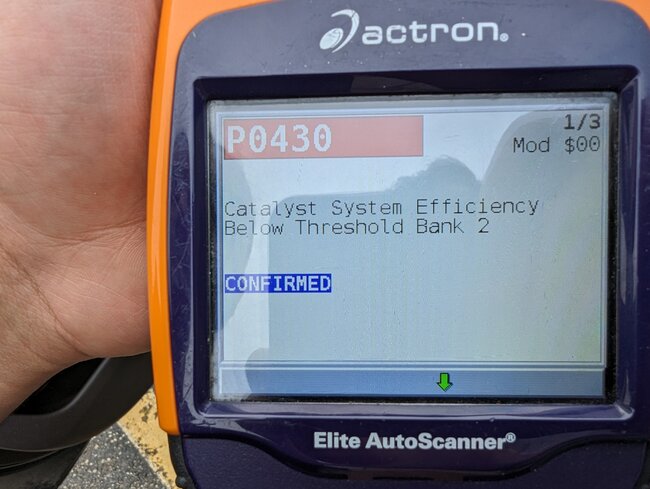 actron®
P0430
1/3
Mod $00
Catalyst System Efficiency
Below Threshold Bank 2
CONFIRMED
Elite AutoScanner®